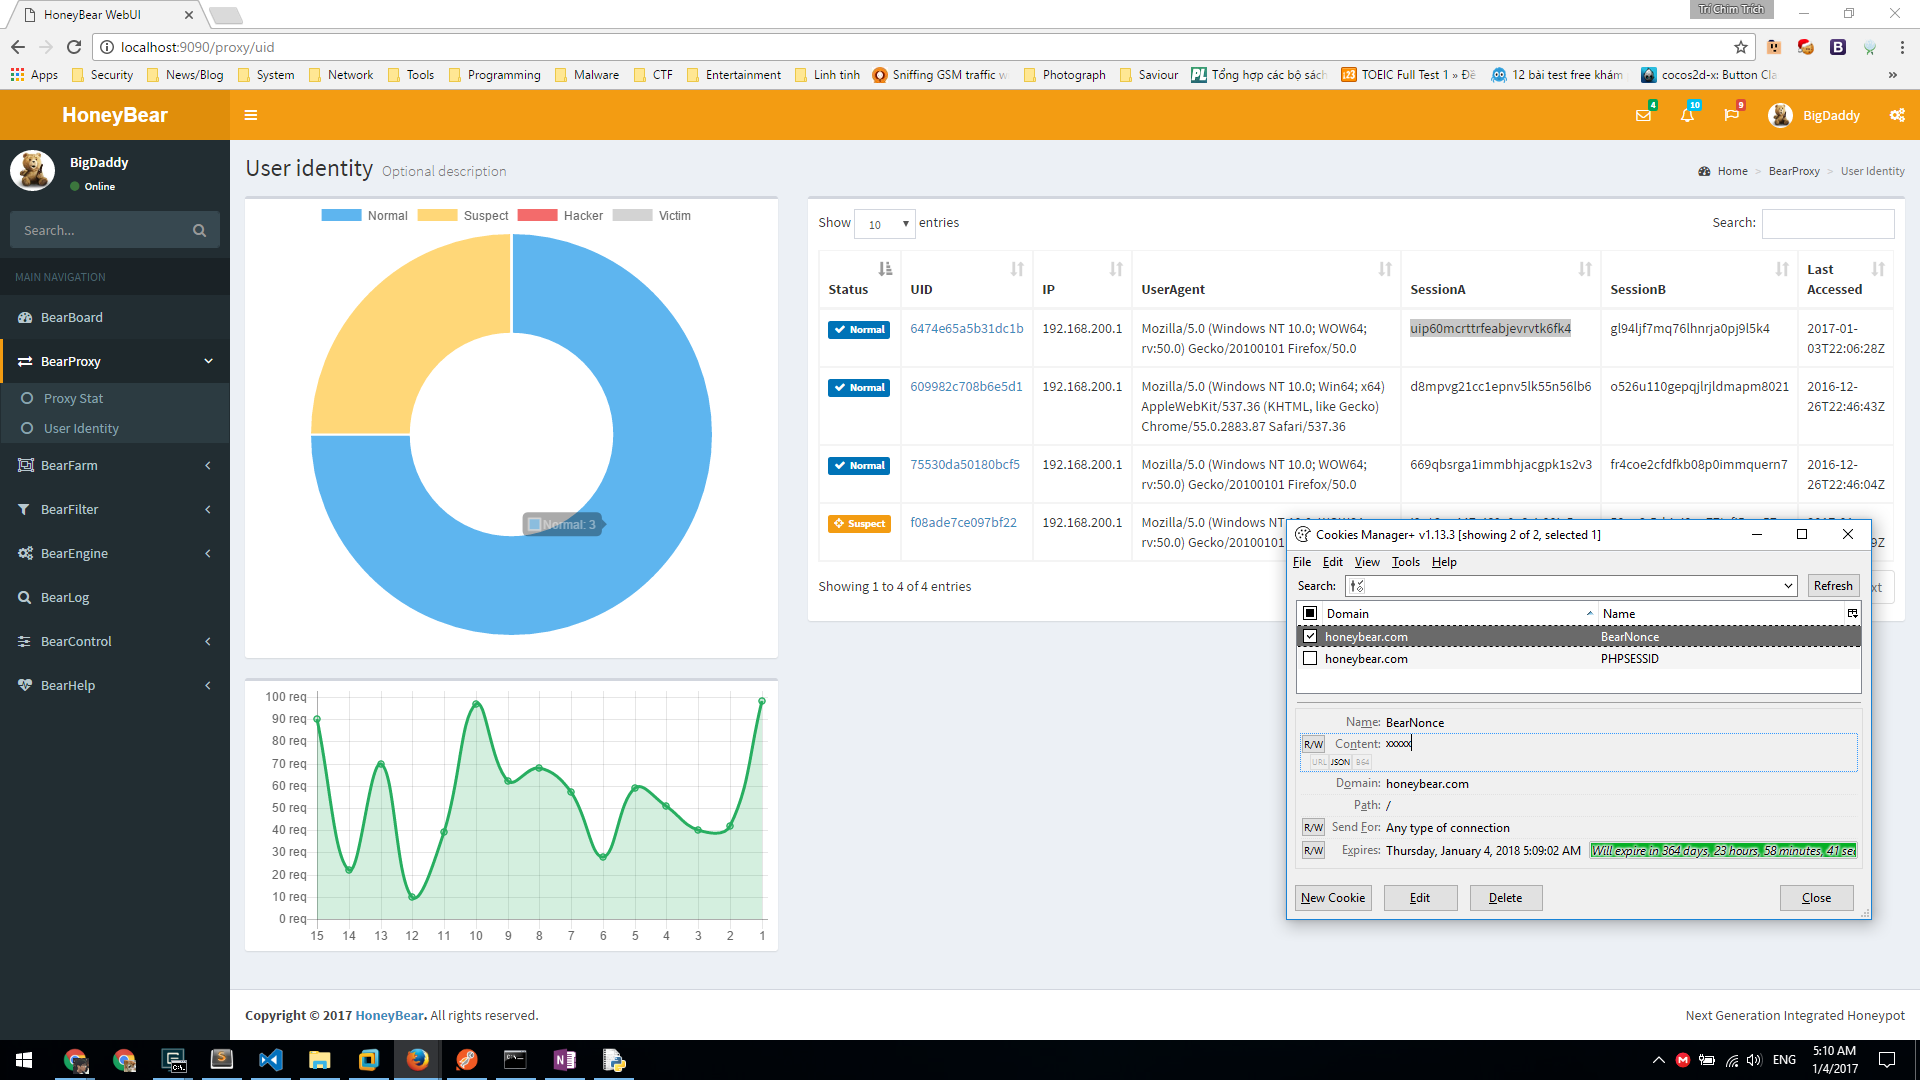 HoneyBear WebUI
Trí Chim Trích
localhost:9090/proxy/uid
Apps Security News/Blog System Network Tools Programming Malware CTF Entertainment Linh tinh Sniffing GSM traffic w Photograph Saviour Tổng hợp các bộ sách TOEIC Full Test 1 » Đề 12 bài test free khám cocos2d-x: Button Cla »
HoneyBear
4 10 9 BigDaddy
BigDaddy
Online
Search...
MAIN NAVIGATION
BearBoard
BearProxy
Proxy Stat
User Identity
BearFarm
BearFilter
BearEngine
BearLog
BearControl
BearHelp
User identity Optional description
Home > BearProxy > User Identity
Normal Suspect Hacker Victim
Normal: 3
100 req
90 req
80 req
70 req
60 req
50 req
40 req
30 req
20 req
10 req
0 req
15 14 13 12 11 10 9 8 7 6 5 4 3 2 1
Show 10 entries
Search:
Status UID IP UserAgent SessionA SessionB Last Accessed
Normal 6474e65a5b31dc1b 192.168.200.1 Mozilla/5.0 (Windows NT 10.0; WOW64; uip60mcrttrfeabjevrvtk6fk4 gl94ljf7mq76lhnrja0pj9l5k4 2017-01-
rv:50.0) Gecko/20100101 Firefox/50.0 03T22:06:28Z
Normal 609982c708b6e5d1 192.168.200.1 Mozilla/5.0 (Windows NT 10.0; Win64; x64) d8mpvg21cc1epnv5lk55n56lb6 o526u110gepqjlrjldmapm8021 2016-12-
AppleWebKit/537.36 (KHTML, like Gecko) 26T22:46:43Z
Chrome/55.0.2883.87 Safari/537.36
Normal 75530da50180bcf5 192.168.200.1 Mozilla/5.0 (Windows NT 10.0; WOW64; 669qbsrga1immbhjacgpk1s2v3 fr4coe2cfdfkb08p0immquern7 2016-12-
rv:50.0) Gecko/20100101 Firefox/50.0 26T22:46:04Z
Suspect f08ade7ce097bf22 192.168.200.1 Mozilla/5.0 (Windows NT 10.0; WOW64;
rv:50.0) Gecko/20100101 9Z
Showing 1 to 4 of 4 entries
xt
Cookies Manager+ v1.13.3 [showing 2 of 2, selected 1]
File Edit View Tools Help
Search: Refresh
Domain Name
honeybear.com BearNonce
honeybear.com PHPSESSID
Name: BearNonce
R/W Content: xxxxx
URL JSON B64
Domain: honeybear.com
Path: /
R/W Send For: Any type of connection
R/W Expires: Thursday, January 4, 2018 5:09:02 AM Will expire in 364 days, 23 hours, 58 minutes, 41 sec
New Cookie Edit Delete Close
Copyright © 2017 HoneyBear. All rights reserved.
Next Generation Integrated Honeypot
ENG
5:10 AM
1/4/2017